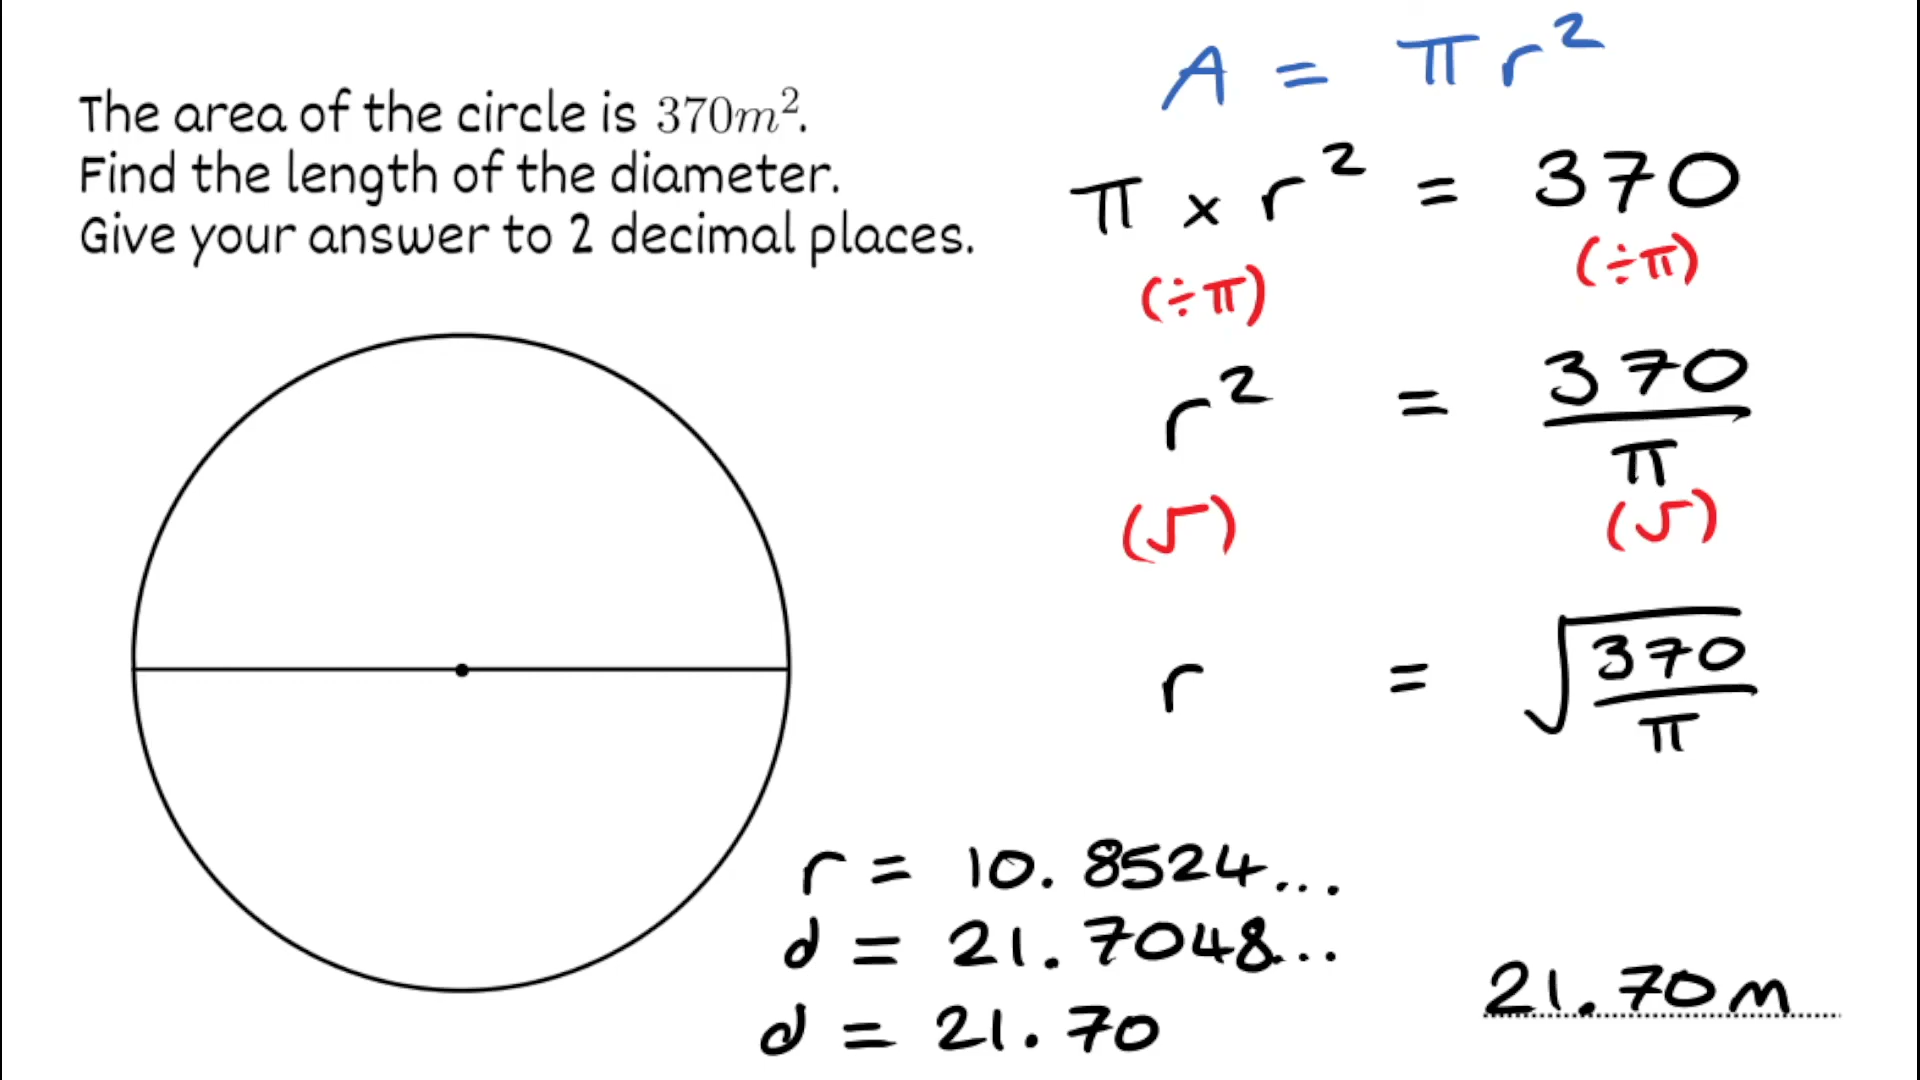 The area of the circle is 370m².
Find the length of the diameter.
Give your answer to 2 decimal places.
A = πr²
π × r² = 370
(÷π) (÷π)
r² = 370/π
(√) (√)
r = √(370/π)
r = 10.8524...
d = 21.7048...
d = 21.70
21.70m